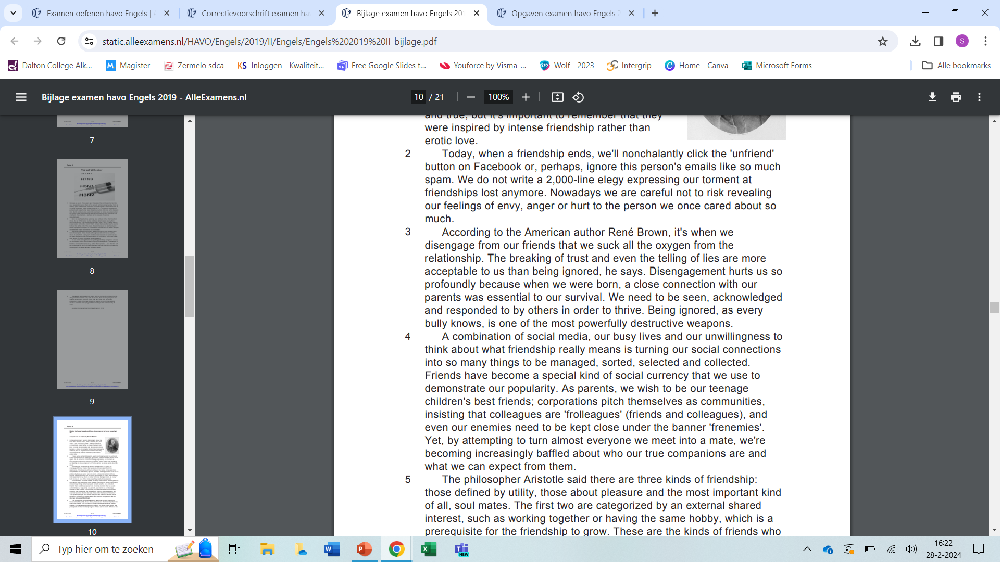 Examen oefenen havo Engels | A
Correctievoorschrift examen ha
Bijlage examen havo Engels 201
Opgaven examen havo Engels 2
static.alleexamens.nl/HAVO/Engels/2019/II/Engels/Engels%202019%20II_bijlage.pdf
S
Dalton College Alk...
Magister
Zermelo sdca
Inloggen - Kwaliteit...
Free Google Slides t...
Youforce by Visma-...
Wolf - 2023
Intergrip
Home - Canva
Microsoft Forms
Alle bookmarks
Bijlage examen havo Engels 2019 - AlleExamens.nl
10 / 21
100%
7
8
9
10
and true, but it's important to remember that they
were inspired by intense friendship rather than
erotic love.
2 Today, when a friendship ends, we'll nonchalantly click the 'unfriend'
button on Facebook or, perhaps, ignore this person's emails like so much
spam. We do not write a 2,000-line elegy expressing our torment at
friendships lost anymore. Nowadays we are careful not to risk revealing
our feelings of envy, anger or hurt to the person we once cared about so
much.
3 According to the American author René Brown, it's when we
disengage from our friends that we suck all the oxygen from the
relationship. The breaking of trust and even the telling of lies are more
acceptable to us than being ignored, he says. Disengagement hurts us so
profoundly because when we were born, a close connection with our
parents was essential to our survival. We need to be seen, acknowledged
and responded to by others in order to thrive. Being ignored, as every
bully knows, is one of the most powerfully destructive weapons.
4 A combination of social media, our busy lives and our unwillingness to
think about what friendship really means is turning our social connections
into so many things to be managed, sorted, selected and collected.
Friends have become a special kind of social currency that we use to
demonstrate our popularity. As parents, we wish to be our teenage
children's best friends; corporations pitch themselves as communities,
insisting that colleagues are 'frolleagues' (friends and colleagues), and
even our enemies need to be kept close under the banner 'frenemies'.
Yet, by attempting to turn almost everyone we meet into a mate, we're
becoming increasingly baffled about who our true companions are and
what we can expect from them.
5 The philosopher Aristotle said there are three kinds of friendship:
those defined by utility, those about pleasure and the most important kind
of all, soul mates. The first two are categorized by an external shared
interest, such as working together or having the same hobby, which is a
prerequisite for the friendship to grow. These are the kinds of friends who
Typ hier om te zoeken
16:22
28-2-2024